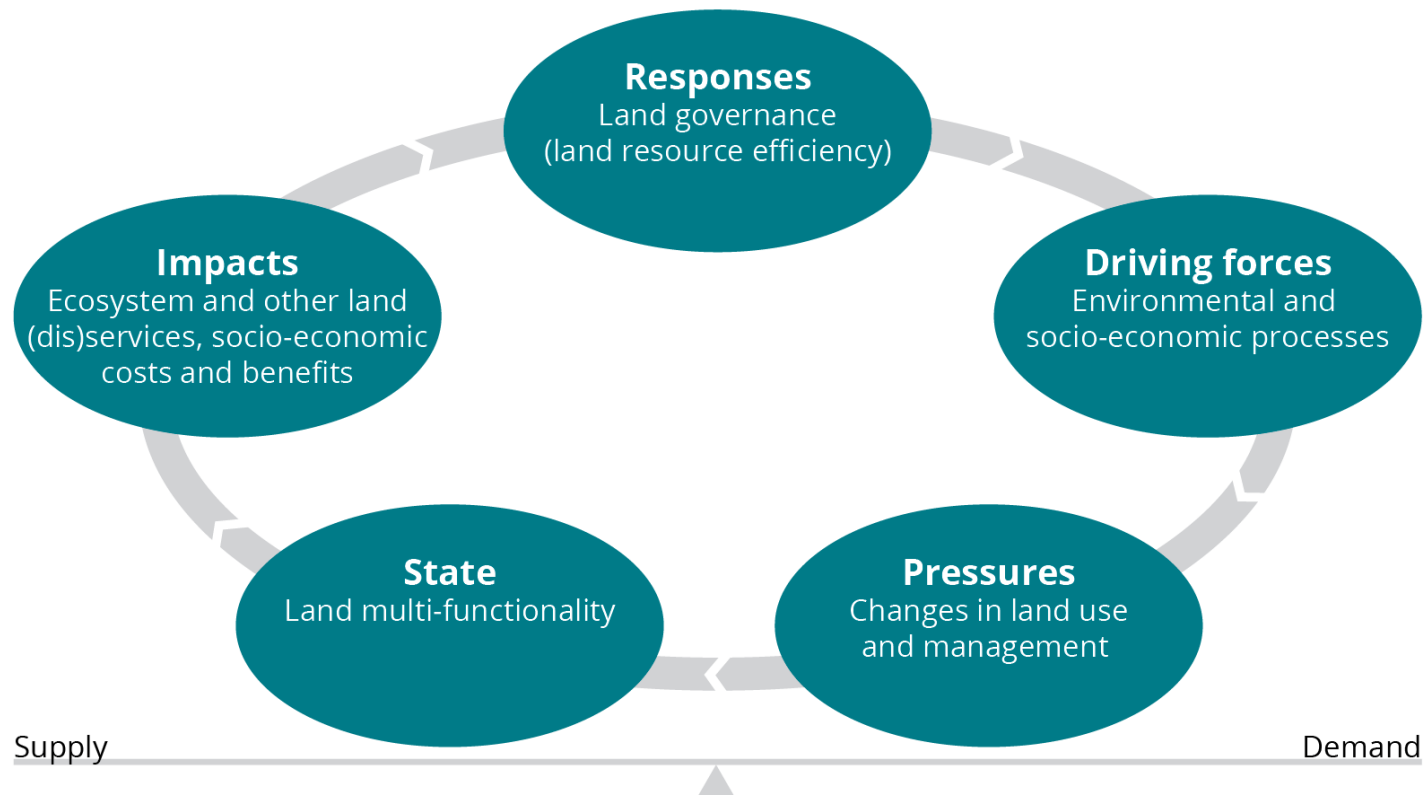 Responses
Land governance
(land resource efficiency)
Impacts
Ecosystem and other land
(dis)services, socio-economic
costs and benefits
Driving forces
Environmental and
socio-economic processes
State
Land multi-functionality
Pressures
Changes in land use
and management
Supply
Demand